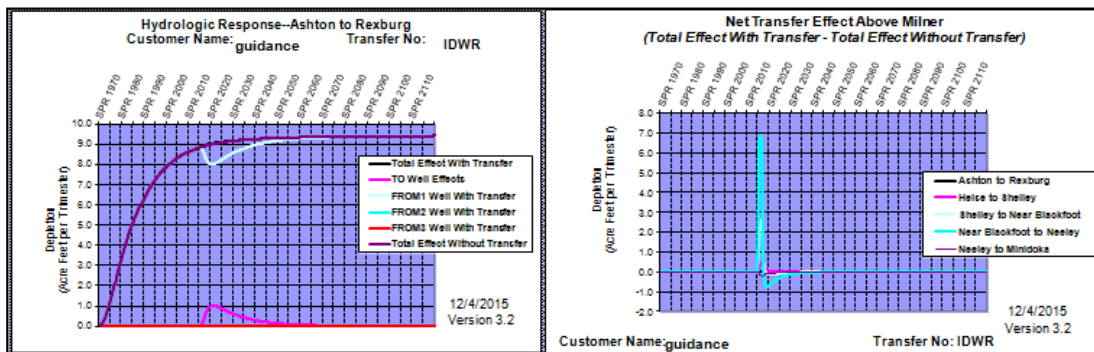 Hydrologic Response--Ashton to Rexburg
Customer Name: guidance Transfer No: IDWR
SPR 1970 SPR 1980 SPR 1990 SPR 2000 SPR 2010 SPR 2020 SPR 2030 SPR 2040 SPR 2050 SPR 2060 SPR 2070 SPR 2080 SPR 2090 SPR 2100 SPR 2110
Depletion
(Acre Feet per Trimester)
10.0
9.0
8.0
7.0
6.0
5.0
4.0
3.0
2.0
1.0
0.0
Total Effect With Transfer
TO Well Effects
FROM1 Well With Transfer
FROM2 Well With Transfer
FROM3 Well With Transfer
Total Effect Without Transfer
12/4/2015
Version 3.2
Net Transfer Effect Above Milner
(Total Effect With Transfer - Total Effect Without Transfer)
SPR 1970 SPR 1980 SPR 1990 SPR 2000 SPR 2010 SPR 2020 SPR 2030 SPR 2040 SPR 2050 SPR 2060 SPR 2070 SPR 2080 SPR 2090 SPR 2100 SPR 2110
Depletion
(Acre Feet per Trimester)
8.0
7.0
6.0
5.0
4.0
3.0
2.0
1.0
0.0
-1.0
-2.0
Ashton to Rexburg
Heise to Shelley
Shelley to Near Blackfoot
Near Blackfoot to Neeley
Neeley to Minidoka
12/4/2015
Version 3.2
Customer Name: guidance Transfer No: IDWR